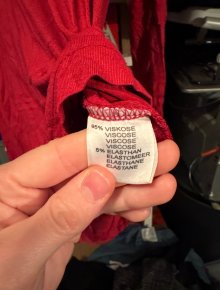 95% VISKOSE
VISCOSE
VISCOSE
VISCOSE
5% ELASTHAN
ELASTOMEER
ELASTHANE
ELASTANE